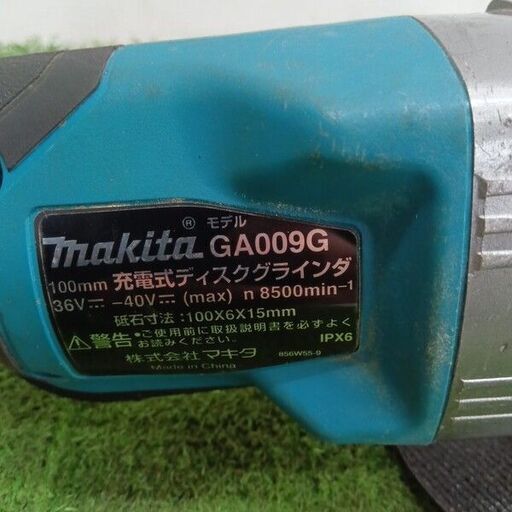 モデル
makita® GA009G
100mm 充電式ディスクグラインダ
36V⎓ -40V⎓ (max) n 8500min-1
砥石寸法:100X6X15mm
⚠警告 ・ご使用前に取扱説明書を必ずよく
お読みください。 IPX6
株式会社 マキタ 856W55-9
Made in China